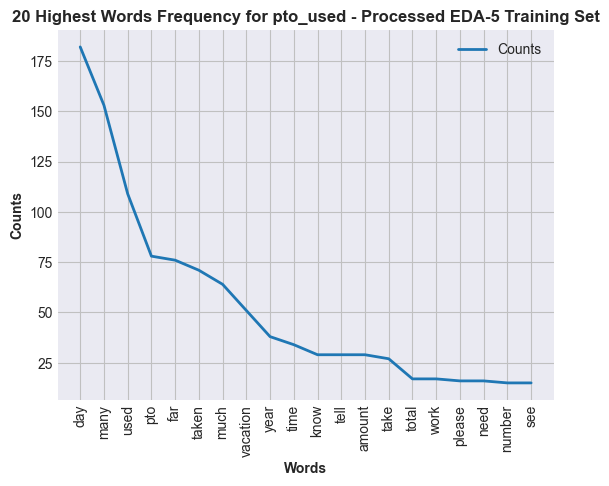 20 Highest Words Frequency for pto_used - Processed EDA-5 Training Set
Counts
175
150
125
100
75
50
25
Counts
day
many
used
pto
far
taken
much
vacation
year
time
know
tell
amount
take
total
work
please
need
number
see
Words